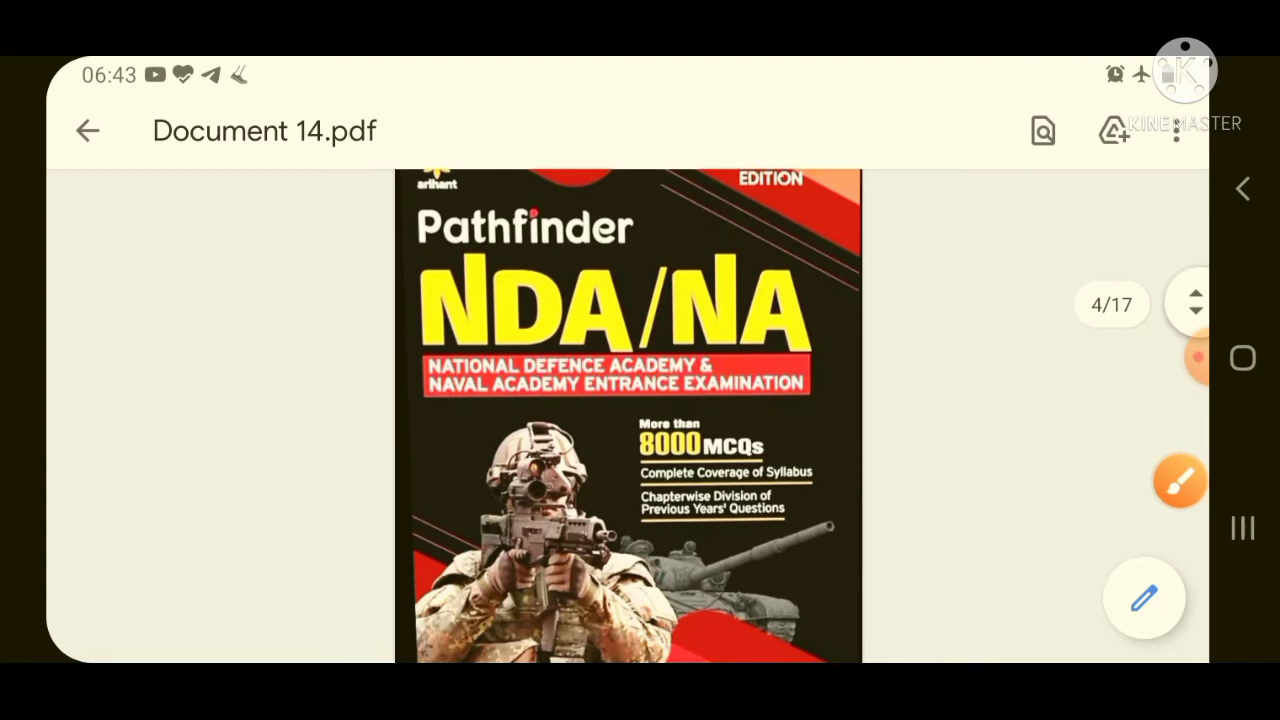 06:43
KINEMASTER
Document 14.pdf
arihant
EDITION
Pathfinder
NDA/NA
4/17
NATIONAL DEFENCE ACADEMY &
NAVAL ACADEMY ENTRANCE EXAMINATION
More than
8000 MCQs
Complete Coverage of Syllabus
Chapterwise Division of
Previous Years' Questions